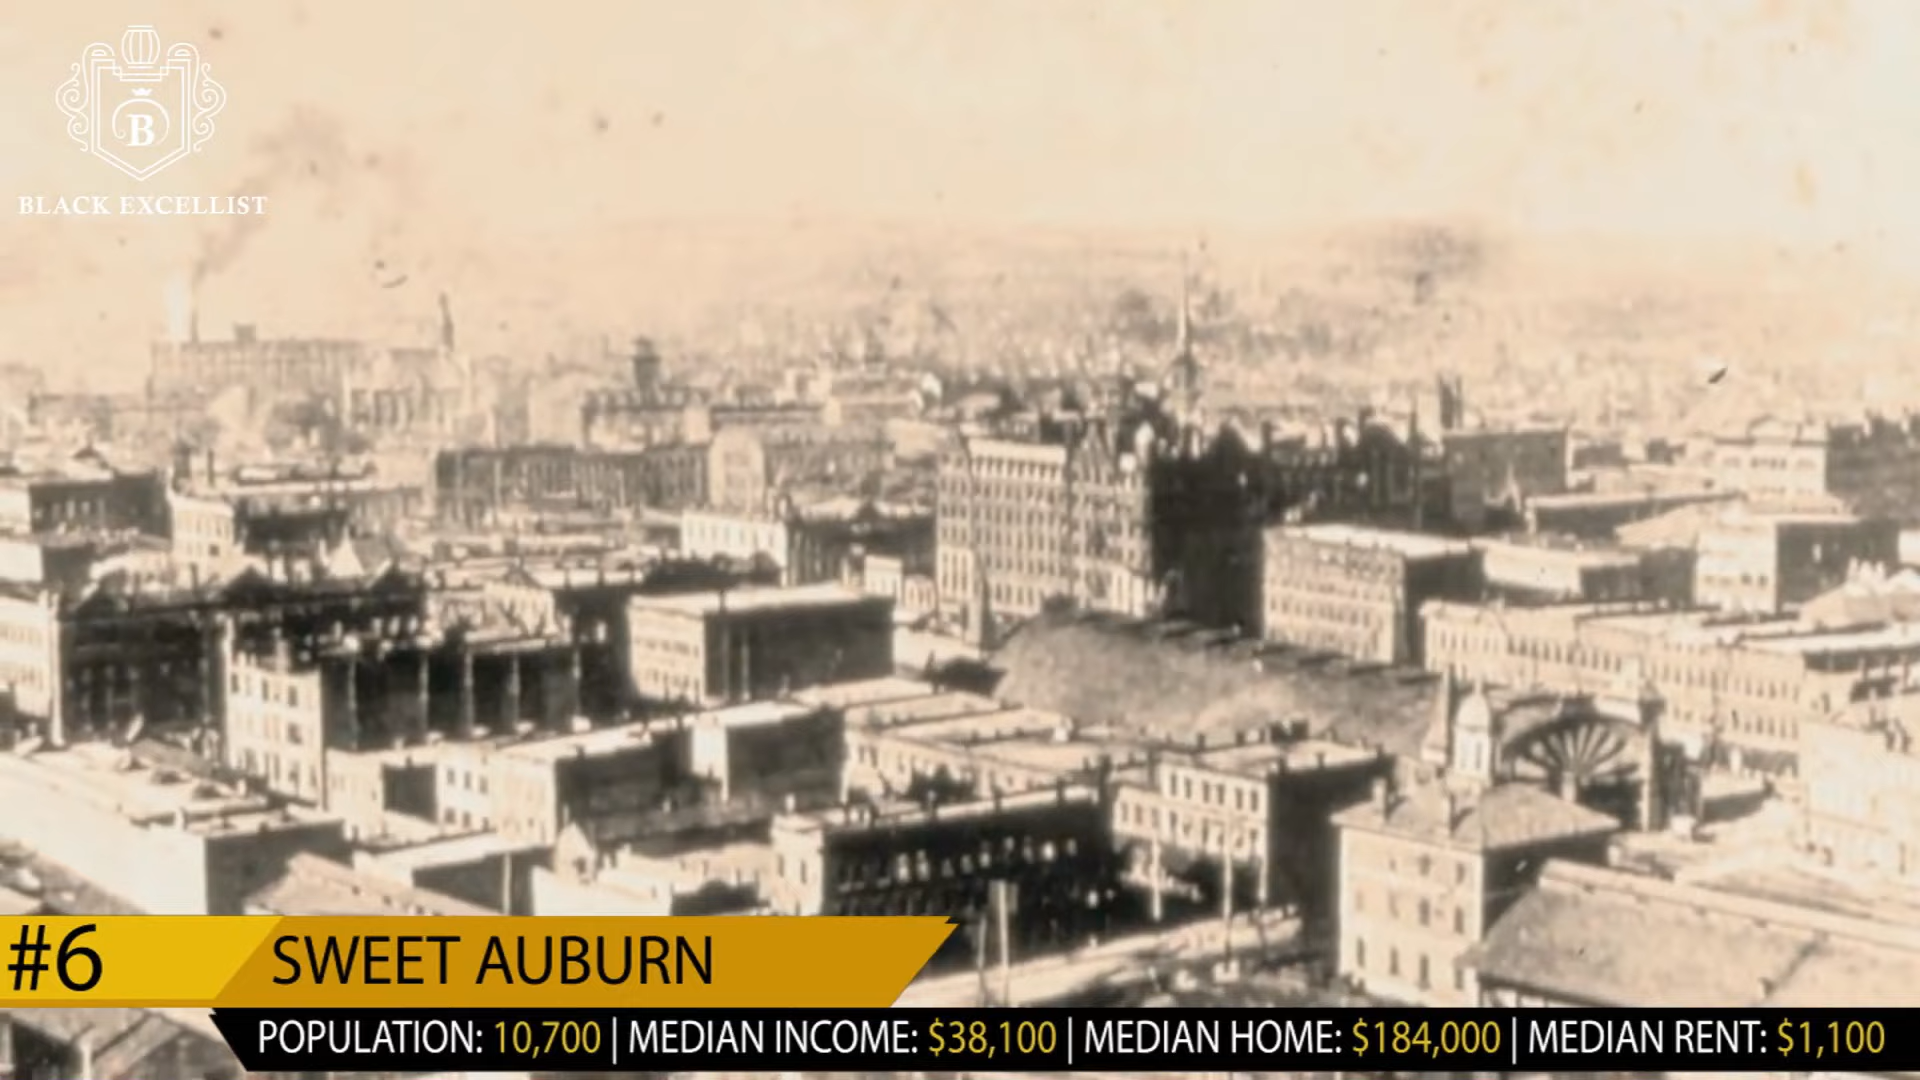 B
BLACK EXCELLIST
#6 SWEET AUBURN
POPULATION: 10,700 | MEDIAN INCOME: $38,100 | MEDIAN HOME: $184,000 | MEDIAN RENT: $1,100